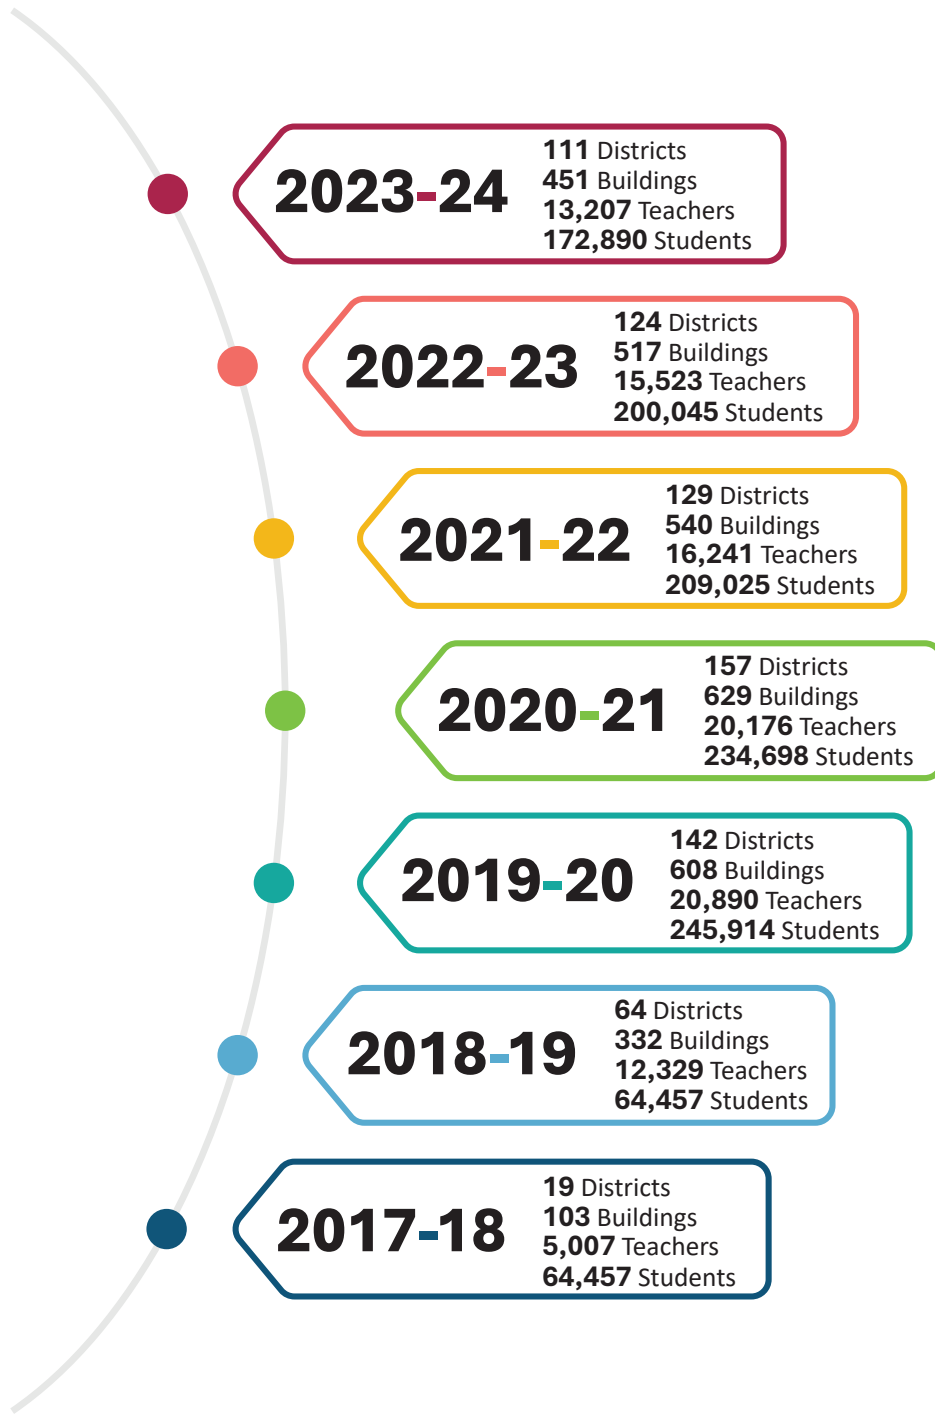 2023-24
111 Districts
451 Buildings
13,207 Teachers
172,890 Students
2022-23
124 Districts
517 Buildings
15,523 Teachers
200,045 Students
2021-22
129 Districts
540 Buildings
16,241 Teachers
209,025 Students
2020-21
157 Districts
629 Buildings
20,176 Teachers
234,698 Students
2019-20
142 Districts
608 Buildings
20,890 Teachers
245,914 Students
2018-19
64 Districts
332 Buildings
12,329 Teachers
64,457 Students
2017-18
19 Districts
103 Buildings
5,007 Teachers
64,457 Students